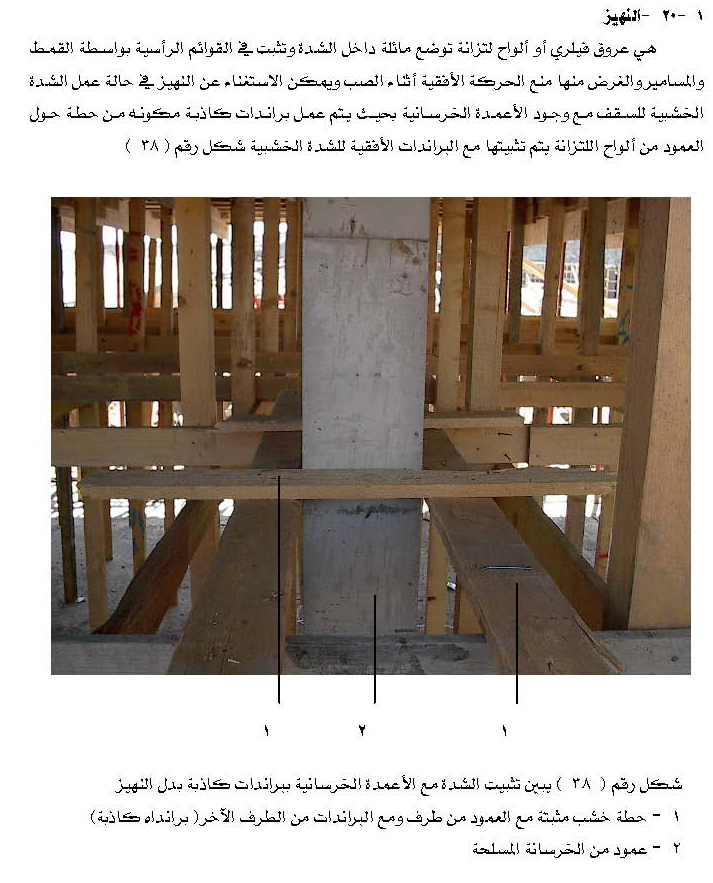 ١ -٢٠ -النهيز
هي عروق فيلري أو ألواح لتزانة توضع مائلة داخل الشدة وتثبت في القوائم الرأسية بواسطة القمط
والمسامير والغرض منها منع الحركة الأفقية أثناء الصب ويمكن الاستغناء عن النهيز في حالة عمل الشدة
الخشبية للسقف مع وجود الأعمدة الخرسانية بحيث يتم عمل براندات كاذبة مكونه من حطة حول
العمود من ألواح اللتزانة يتم تثبيتها مع البراندات الأفقية للشدة الخشبية شكل رقم ( ٣٨ )
١ ٢ ١
شكل رقم ( ٣٨ ) يبين تثبيت الشدة مع الأعمدة الخرسانية ببراندات كاذبة بدل النهيز
١ - حطة خشب مثبتة مع العمود من طرف ومع البراندات من الطرف الآخر( برانداه كاذبة)
٢ - عمود من الخرسانة المسلحة